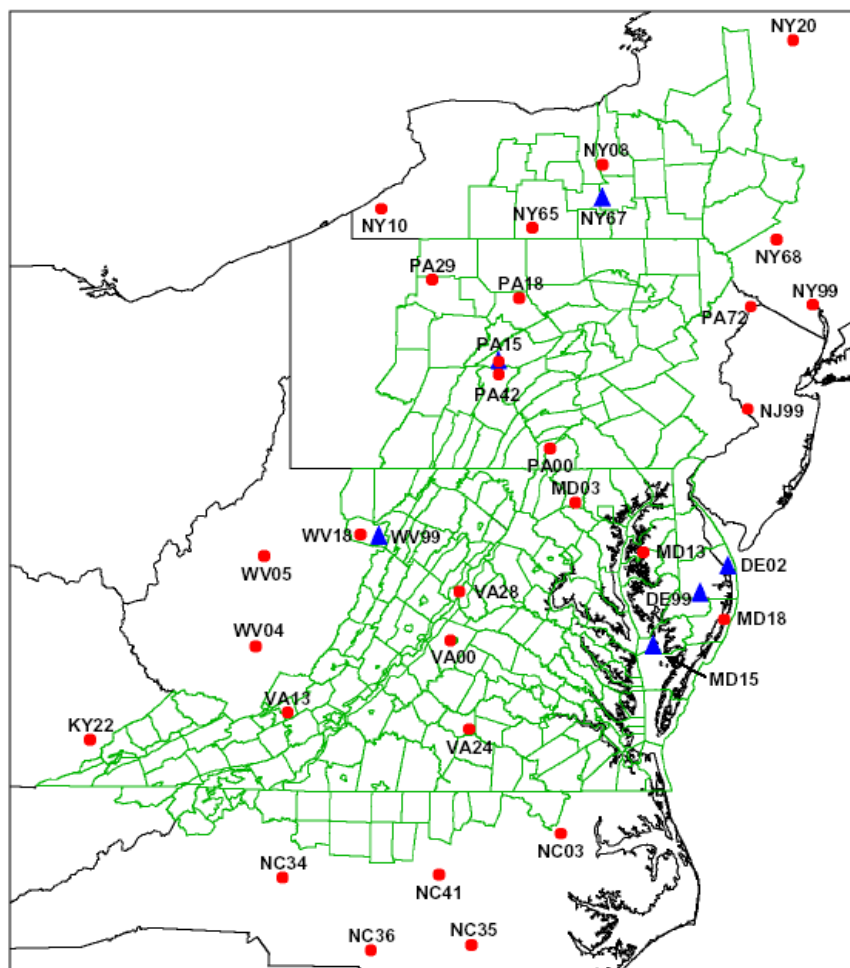 NY20
NY08
NY67
NY10
NY65
NY68
PA29
PA18
NY99
PA72
PA15
PA42
NJ99
PA00
MD03
WV18
WV99
MD13
WV05
DE02
VA28
DE99
MD18
WV04
VA00
MD15
VA13
KY22
VA24
NC03
NC34
NC41
NC35
NC36